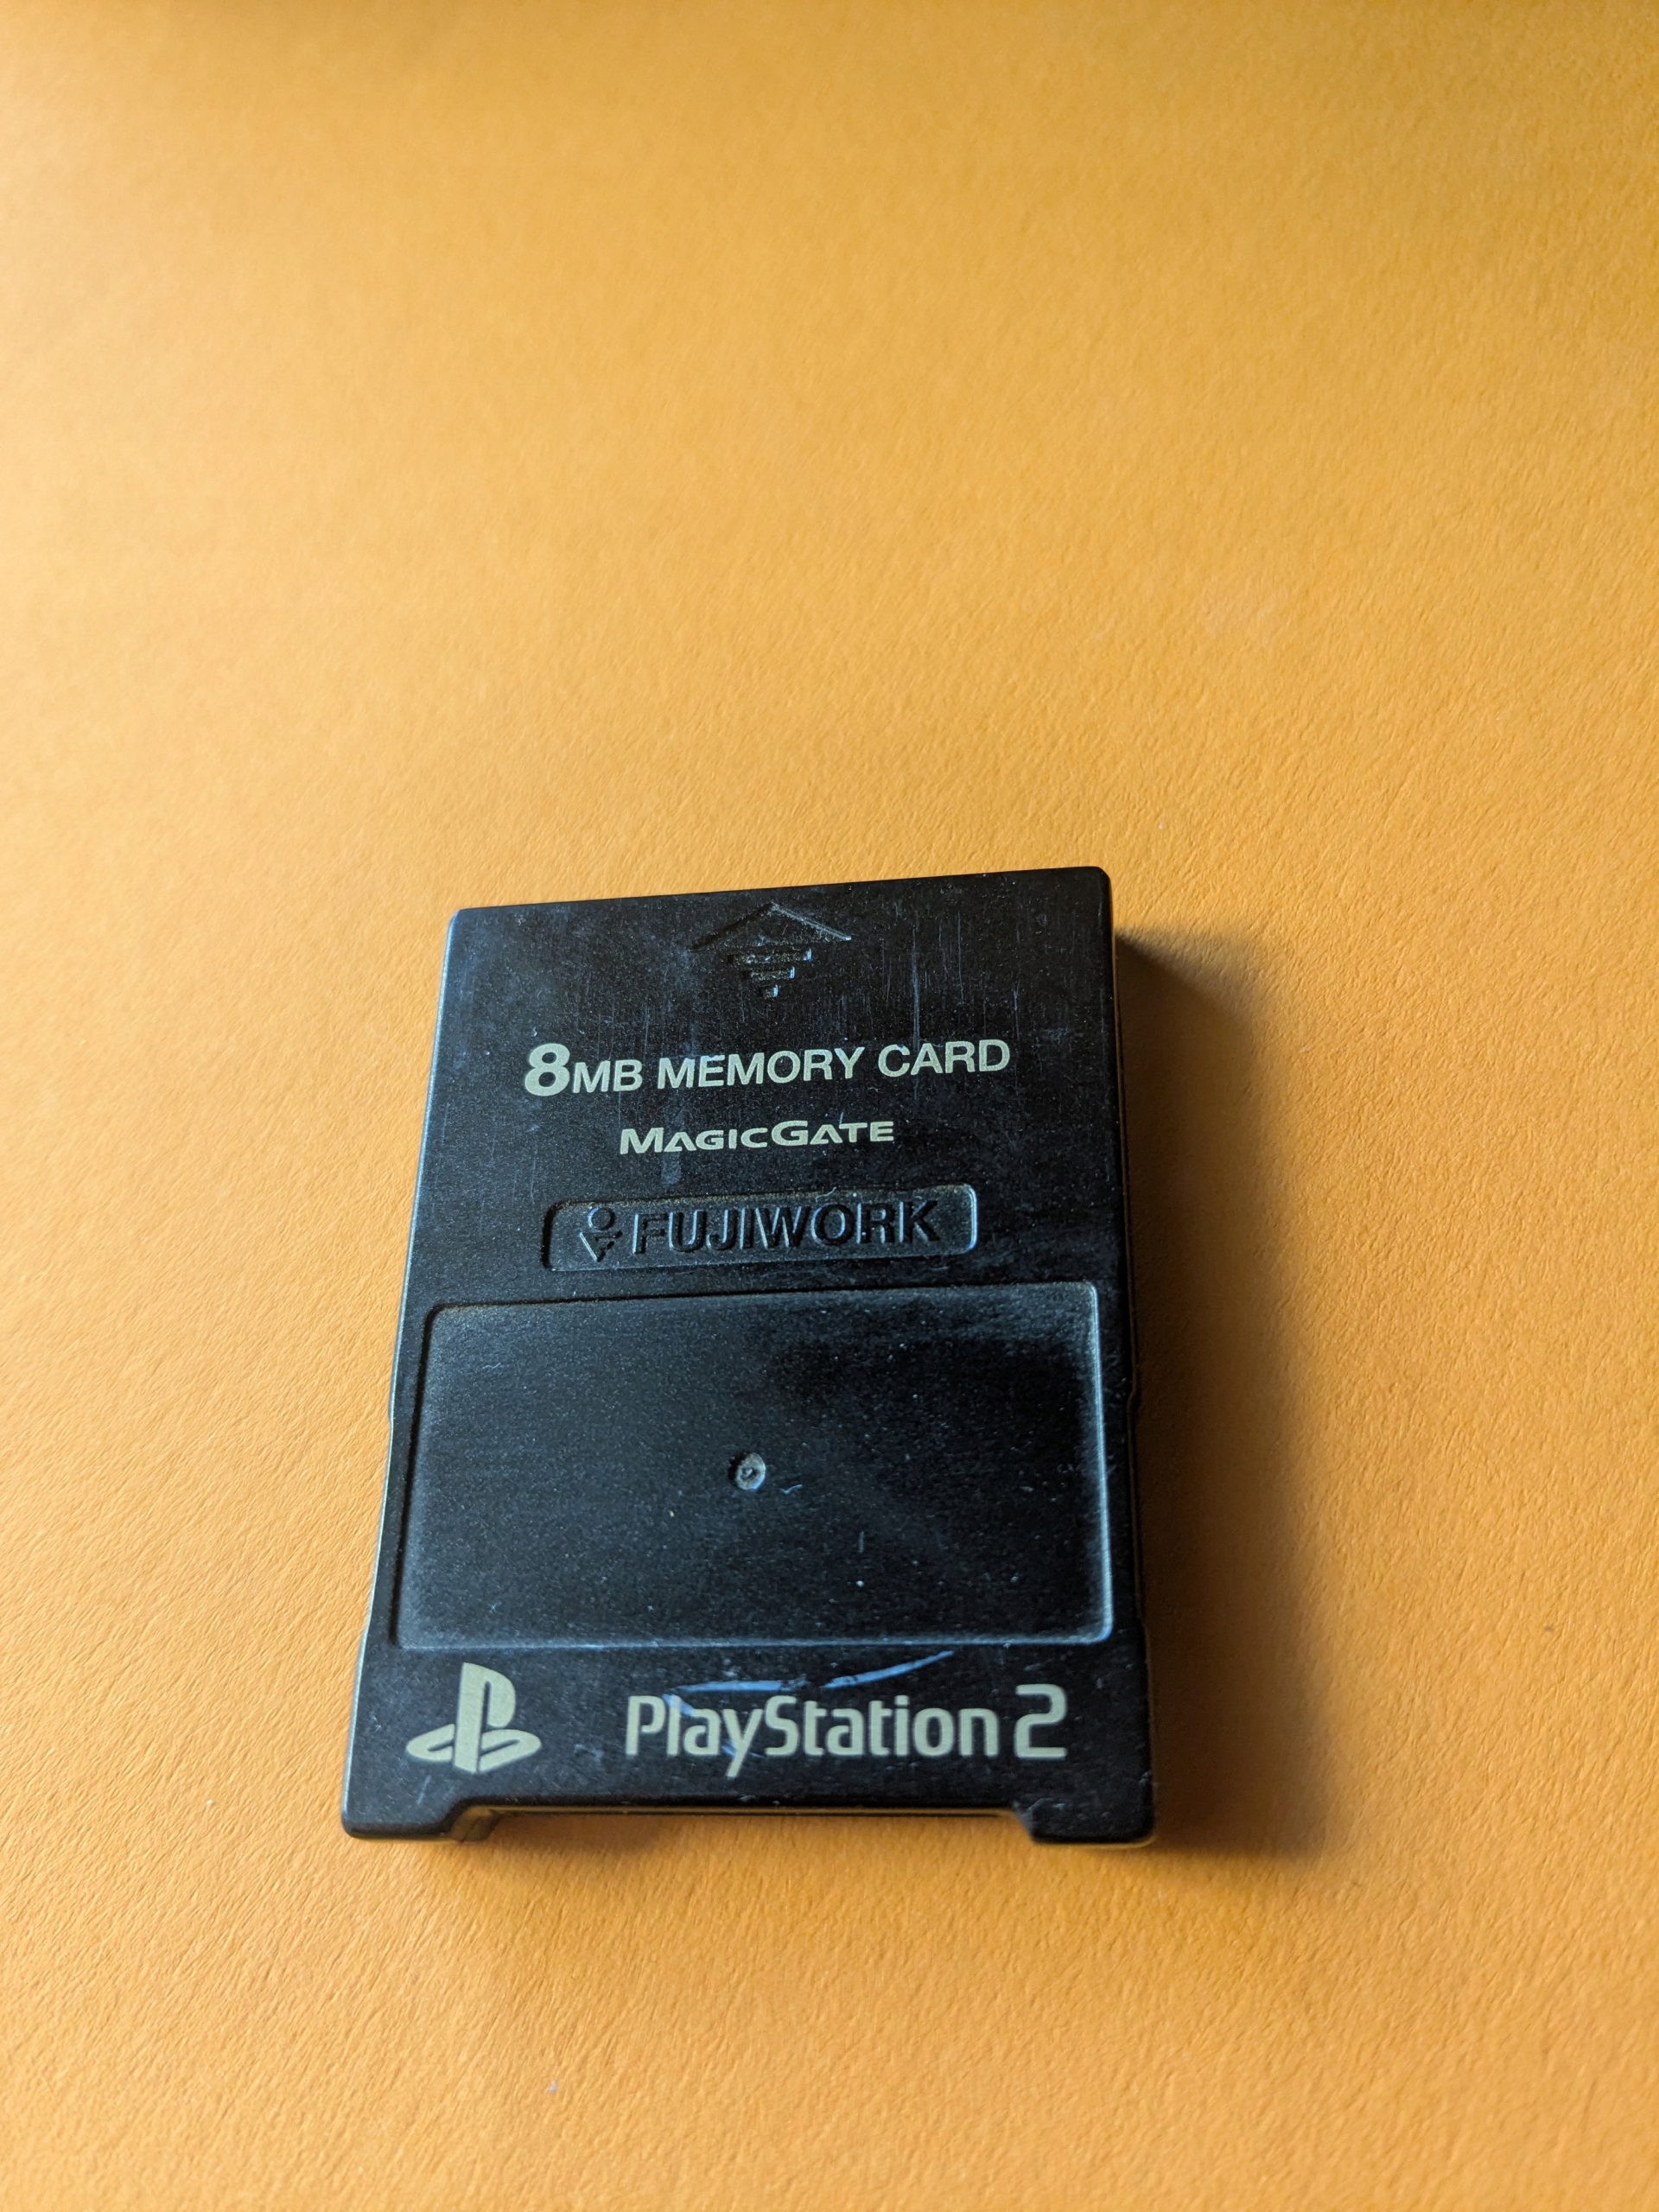 8MB MEMORY CARD
MAGICGATE
FUJIWORK
PlayStation 2